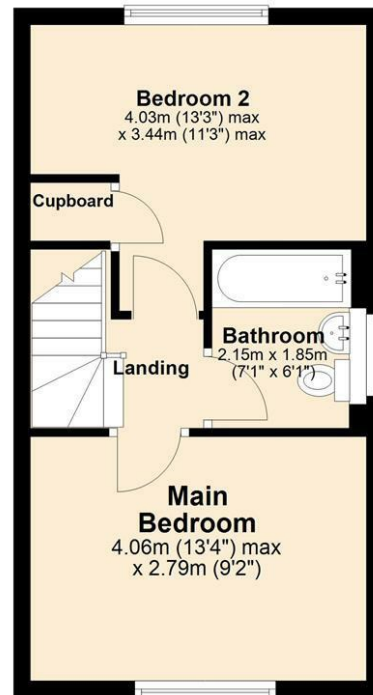 Bedroom 2
4.03m (13'3") max
x 3.44m (11'3") max
Cupboard
Bathroom
2.15m x 1.85m
(7'1" x 6'1")
Landing
Main
Bedroom
4.06m (13'4") max
x 2.79m (9'2")